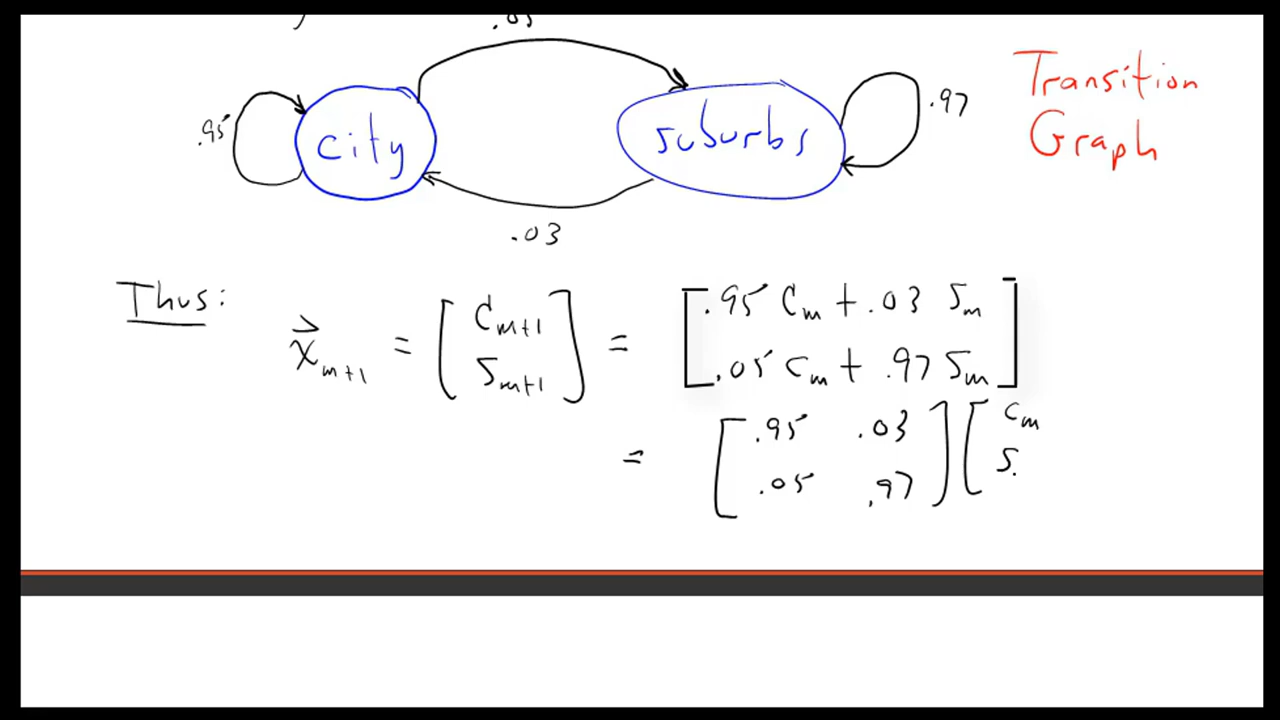 .05
.95
city
suburbs
.97
Transition
Graph
.03
Thus:
x⃗ₘ₊₁ = [ Cₘ₊₁ ] = [ .95 Cₘ + .03 Sₘ ]
[ Sₘ₊₁ ] [ .05 Cₘ + .97 Sₘ ]
= [ .95 .03 ] [ Cₘ
[ .05 .97 ] [ S.